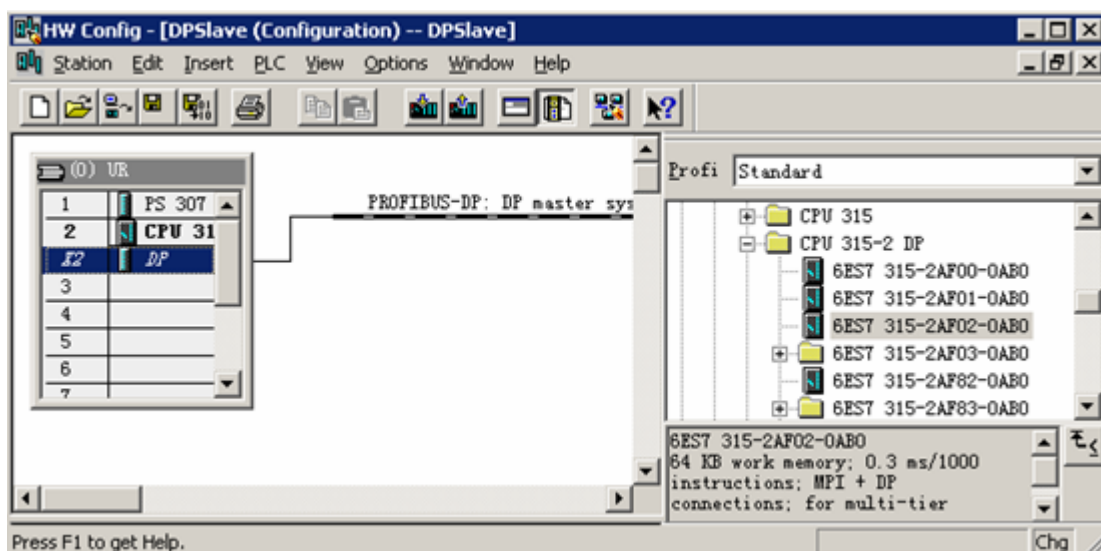 HW Config - [DPSlave (Configuration) -- DPSlave]
Station Edit Insert PLC View Options Window Help
(0) UR
1 PS 307
2 CPU 31
X2 DP
3
4
5
6
7
PROFIBUS-DP: DP master sys
Profi Standard
CPU 315
CPU 315-2 DP
6ES7 315-2AF00-0AB0
6ES7 315-2AF01-0AB0
6ES7 315-2AF02-0AB0
6ES7 315-2AF03-0AB0
6ES7 315-2AF82-0AB0
6ES7 315-2AF83-0AB0
6ES7 315-2AF02-0AB0
64 KB work memory; 0.3 ms/1000
instructions; MPI + DP
connections; for multi-tier
Press F1 to get Help.
Chg